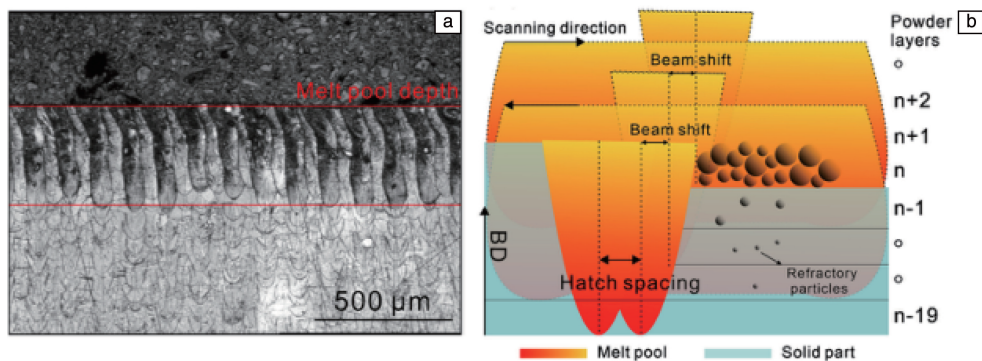 a
Melt pool depth
500 µm
b
Scanning direction
Powder
layers
Beam shift
n+2
n+1
Beam shift
n
n-1
BD
Hatch spacing
Refractory
particles
n-19
Melt pool
Solid part